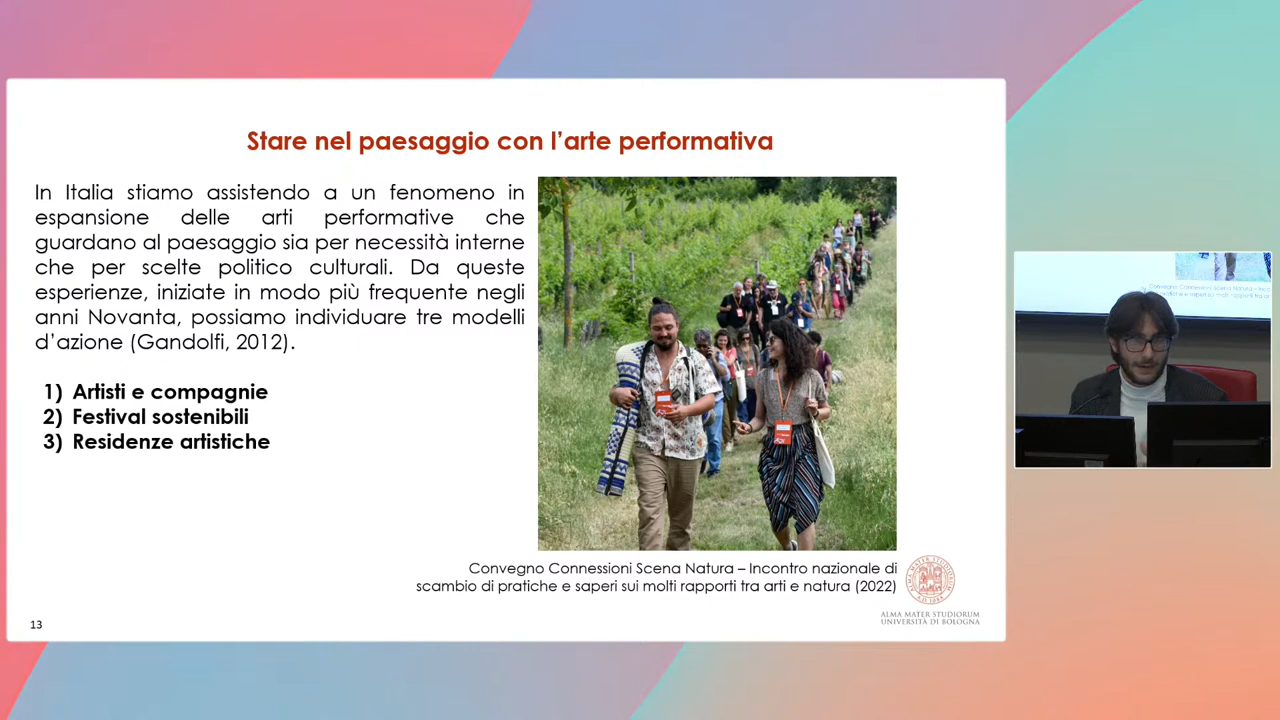 Stare nel paesaggio con l’arte performativa
In Italia stiamo assistendo a un fenomeno in
espansione delle arti performative che
guardano al paesaggio sia per necessità interne
che per scelte politico culturali. Da queste
esperienze, iniziate in modo più frequente negli
anni Novanta, possiamo individuare tre modelli
d’azione (Gandolfi, 2012).
1) Artisti e compagnie
2) Festival sostenibili
3) Residenze artistiche
Convegno Connessioni Scena Natura – Incontro nazionale di
scambio di pratiche e saperi sui molti rapporti tra arti e natura (2022)
ALMA MATER STUDIORUM
UNIVERSITÀ DI BOLOGNA
13